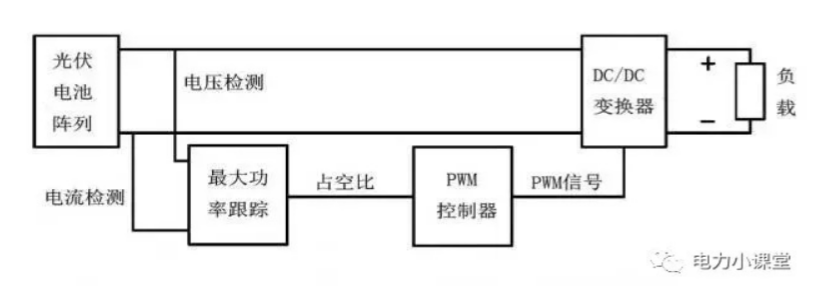 光伏
电池
阵列
电压检测
DC/DC
变换器
+
−
负
载
电流检测
最大功
率跟踪
占空比
PWM
控制器
PWM信号
电力小课堂